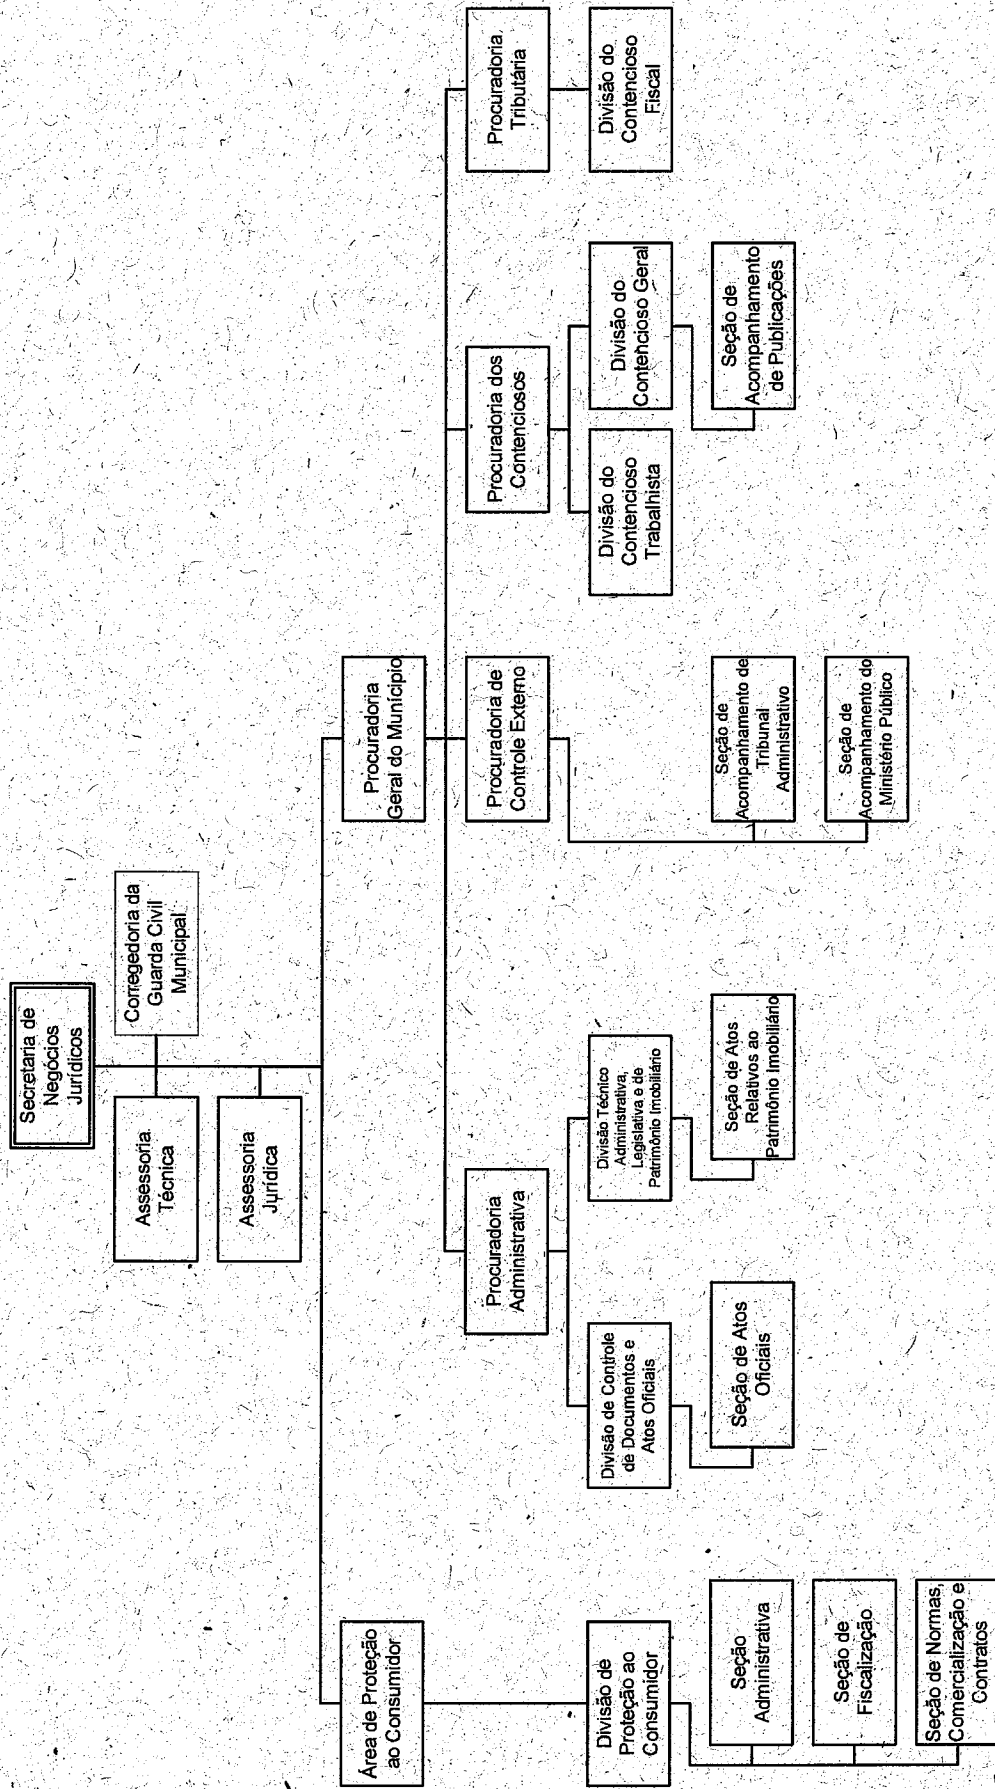 Secretaria de
Negócios
Jurídicos
Corregedoria da
Guarda Civil
Municipal
Assessoria
Técnica
Assessoria
Jurídica
Área de Proteção
ao Consumidor
Procuradoria
Geral do Município
Procuradoria
Administrativa
Procuradoria de
Controle Externo
Procuradoria dos
Contenciosos
Procuradoria
Tributária
Divisão de
Proteção ao
Consumidor
Divisão de Controle
de Documentos e
Atos Oficiais
Divisão Técnico
Administrativa,
Legislativa e de
Patrimônio Imobiliário
Divisão do
Contencioso
Trabalhista
Divisão do
Contencioso Geral
Divisão do
Contencioso
Fiscal
Seção
Administrativa
Seção de
Fiscalização
Seção de Normas,
Comercialização e
Contratos
Seção de Atos
Oficiais
Seção de Atos
Relativos ao
Patrimônio Imobiliário
Seção de
Acompanhamento de
Tribunal
Administrativo
Seção de
Acompanhamento do
Ministério Público
Seção de
Acompanhamento
de Publicações